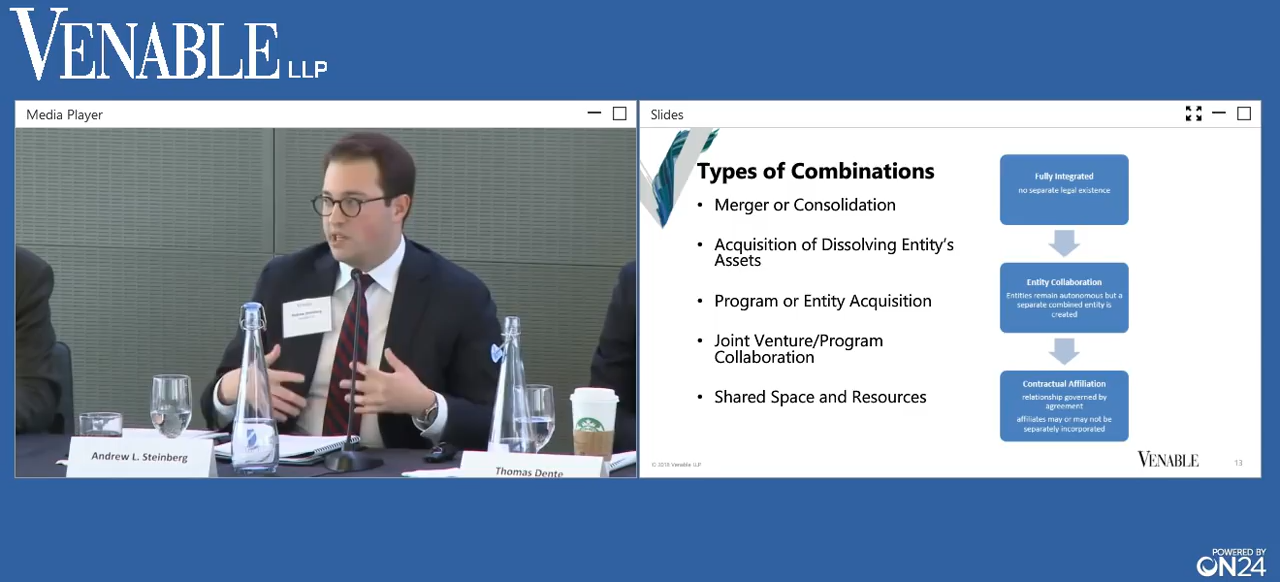 VENABLE LLP
Media Player
Slides
Andrew L. Steinberg
Thomas Dente
Types of Combinations
• Merger or Consolidation
• Acquisition of Dissolving Entity's
Assets
• Program or Entity Acquisition
• Joint Venture/Program
Collaboration
• Shared Space and Resources
Fully Integrated
no separate legal existence
Entity Collaboration
Entities remain autonomous but a
separate combined entity is
created
Contractual Affiliation
relationship governed by
agreement
affiliates may or may not be
separately incorporated
© 2019 Venable LLP
VENABLE
13
POWERED BY
ON24